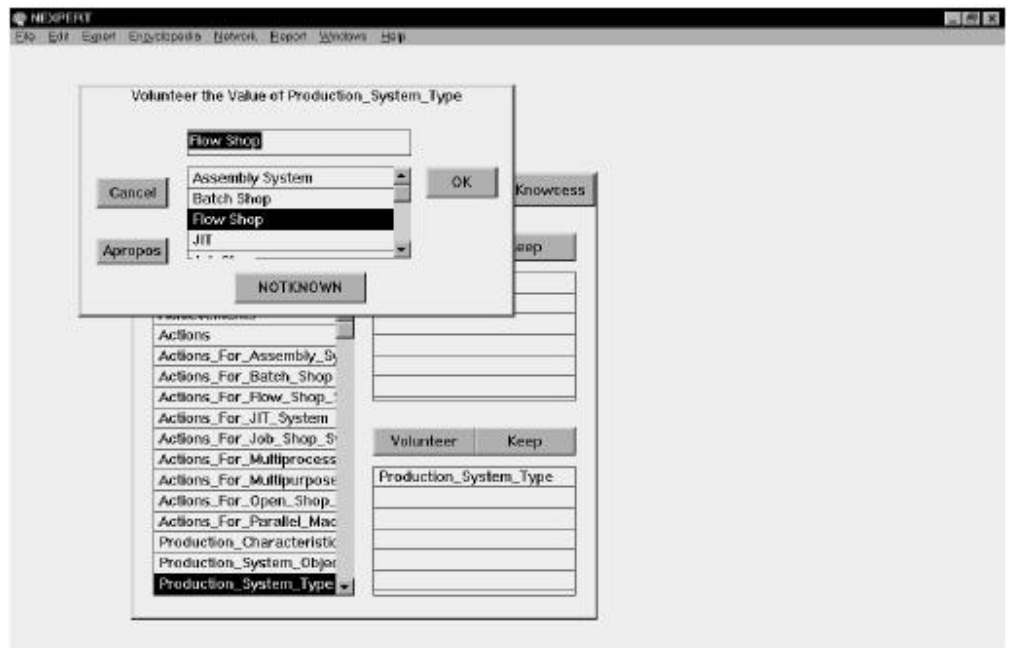 NEXPERT
File Edit Expert Encyclopedia Network Report Windows Help
Volunteer the Value of Production_System_Type
Flow Shop
Assembly System
Batch Shop
Flow Shop
JIT
Cancel
OK
Apropos
NOTKNOWN
Knowcess
eep
Actions
Actions_For_Assembly_Sy
Actions_For_Batch_Shop
Actions_For_Flow_Shop_
Actions_For_JIT_System
Actions_For_Job_Shop_S
Actions_For_Multiprocess
Actions_For_Multipurpose
Actions_For_Open_Shop_
Actions_For_Parallel_Mac
Production_Characteristic
Production_System_Objec
Production_System_Type
Volunteer Keep
Production_System_Type